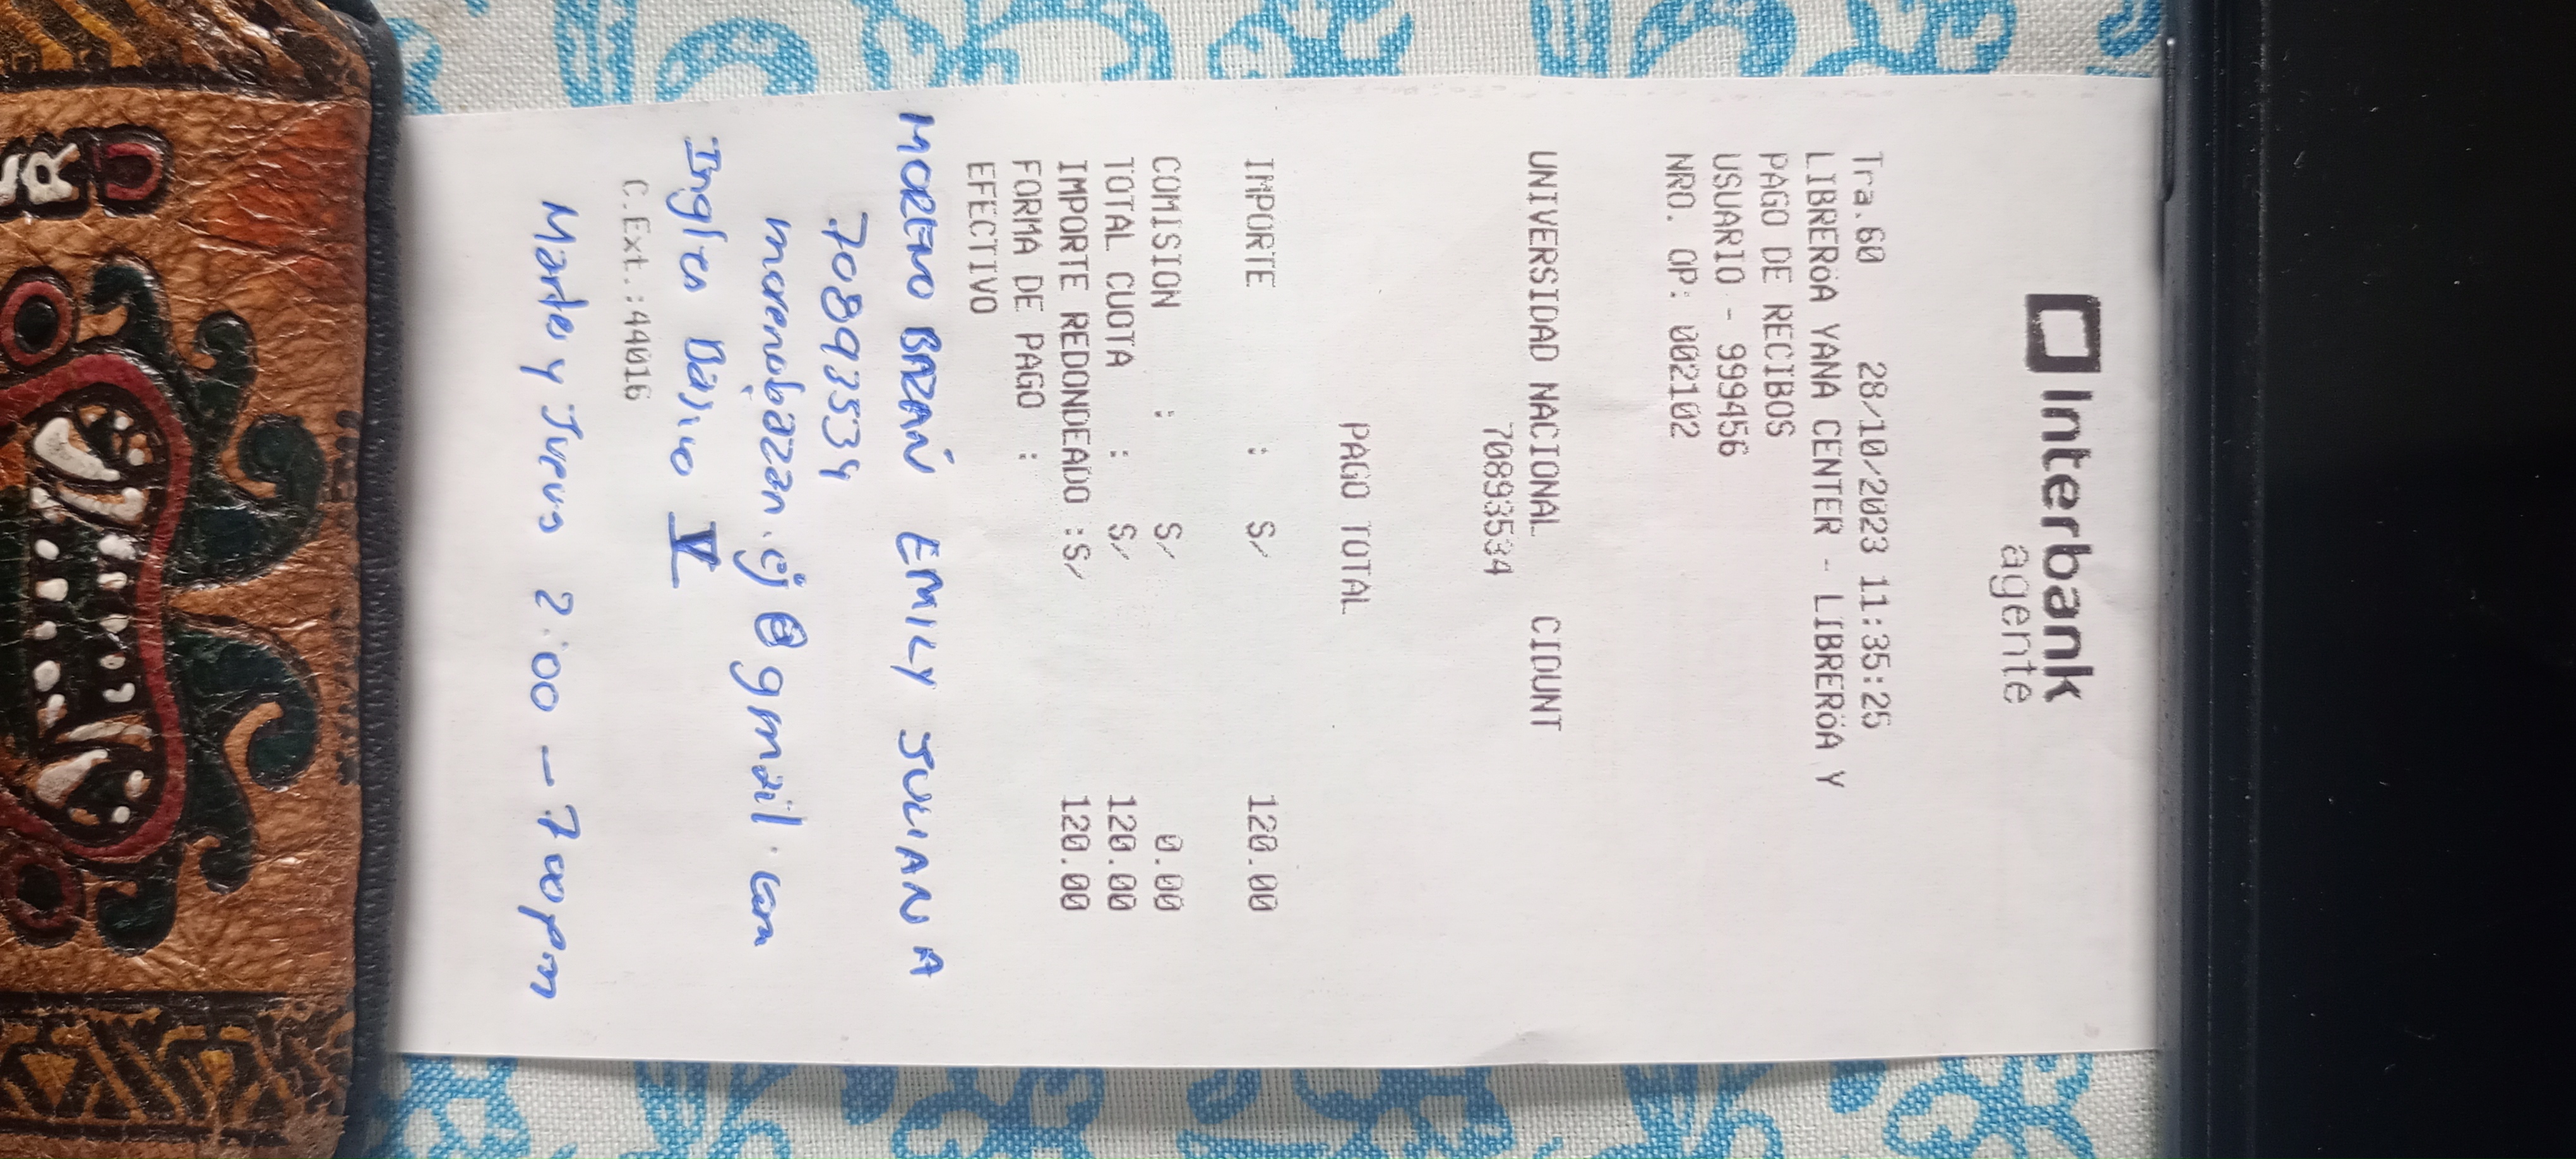 Interbank
agente
Tra.60 28/10/2023 11:35:25
LIBRERöA YANA CENTER - LIBRERöA Y
PAGO DE RECIBOS
USUARIO - 999456
NRO. OP: 002102
UNIVERSIDAD NACIONAL CIDUNT
70893534
PAGO TOTAL
IMPORTE : S/ 120.00
COMISION : S/ 0.00
TOTAL CUOTA : S/ 120.00
IMPORTE REDONDEADO :S/ 120.00
FORMA DE PAGO :
EFECTIVO
MORENO BAZÁN EMILY JULIANA
70893534
morenobazan.ej@gmail.com
Ingles Básico V
C.Ext.:44016
Martes y Jueves 2:00 - 7:00pm